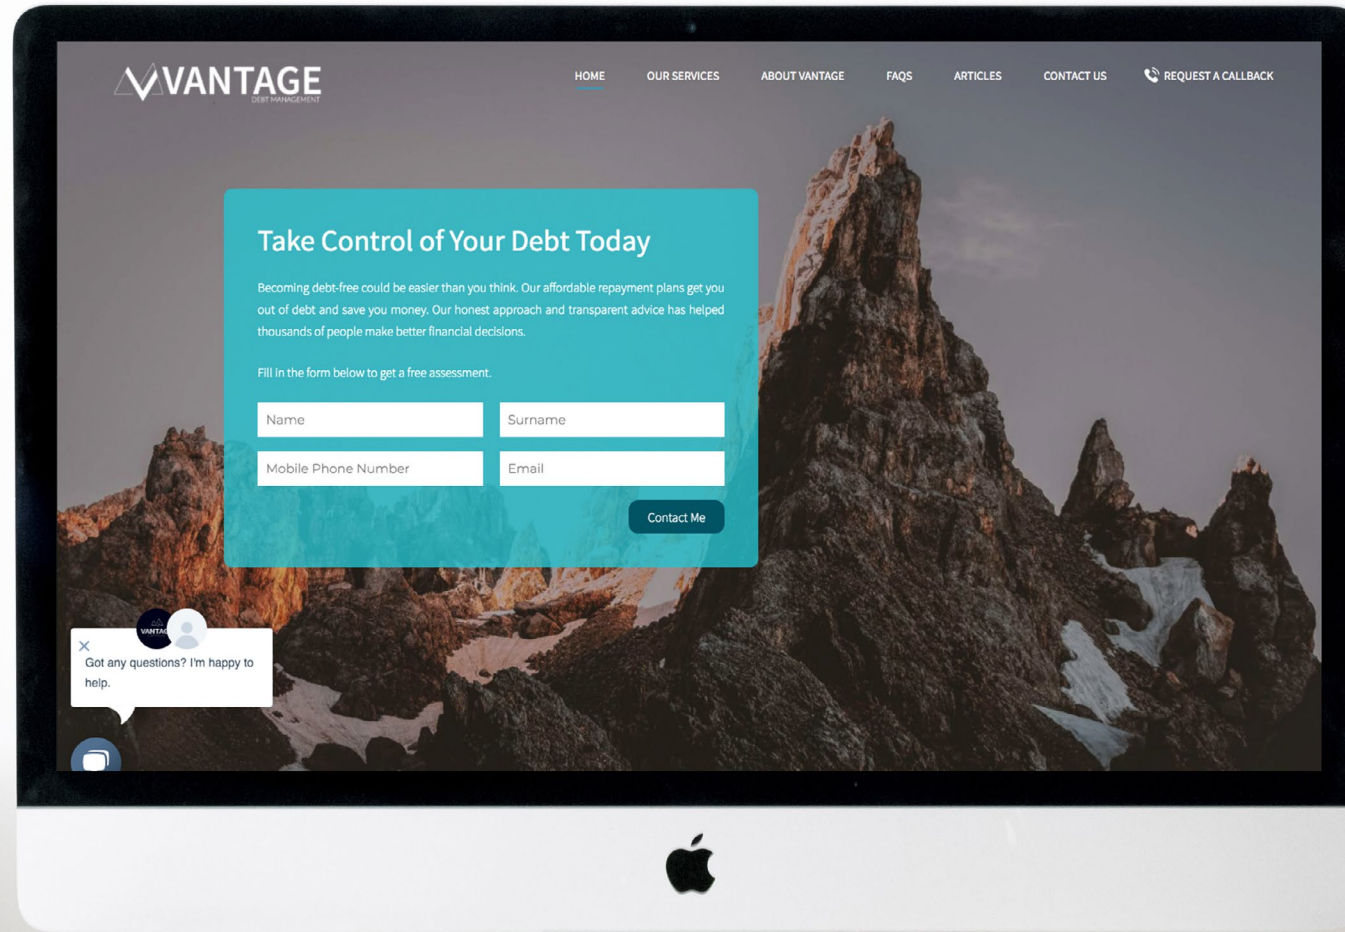 VANTAGE
DEBT MANAGEMENT
HOME OUR SERVICES ABOUT VANTAGE FAQS ARTICLES CONTACT US REQUEST A CALLBACK
Take Control of Your Debt Today
Becoming debt-free could be easier than you think. Our affordable repayment plans get you
out of debt and save you money. Our honest approach and transparent advice has helped
thousands of people make better financial decisions.
Fill in the form below to get a free assessment.
Name Surname
Mobile Phone Number Email
Contact Me
VANTAG
Got any questions? I'm happy to
help.